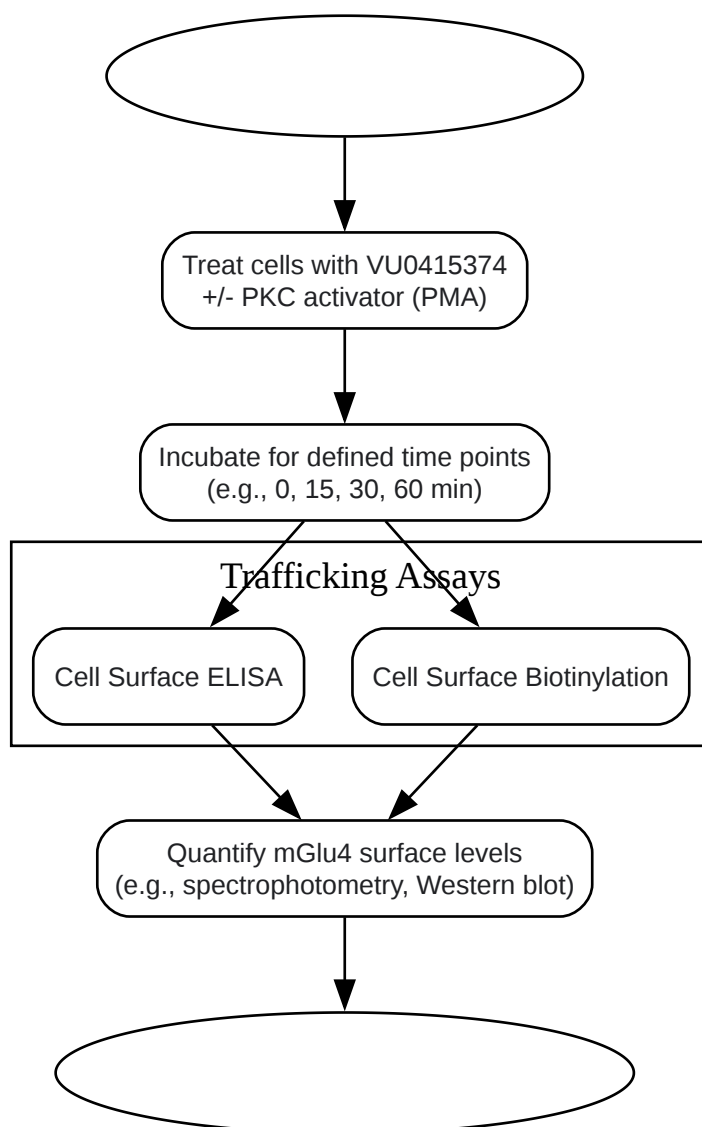 Treat cells with VU0415374
+/- PKC activator (PMA)
Incubate for defined time points
(e.g., 0, 15, 30, 60 min)
Trafficking Assays
Cell Surface ELISA
Cell Surface Biotinylation
Quantify mGlu4 surface levels
(e.g., spectrophotometry, Western blot)